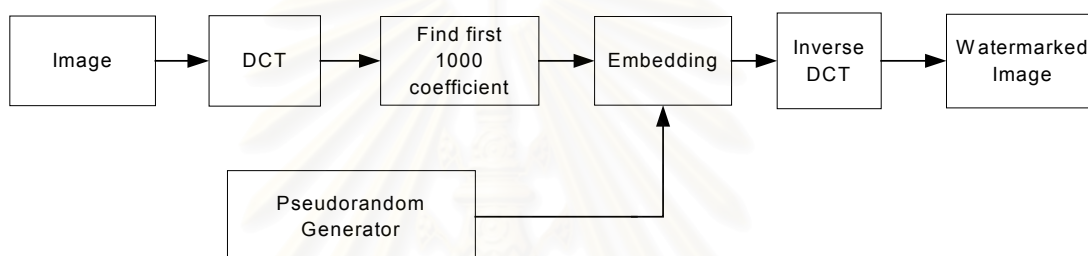 Image
DCT
Find first
1000
coefficient
Embedding
Inverse
DCT
Watermarked
Image
Pseudorandom
Generator